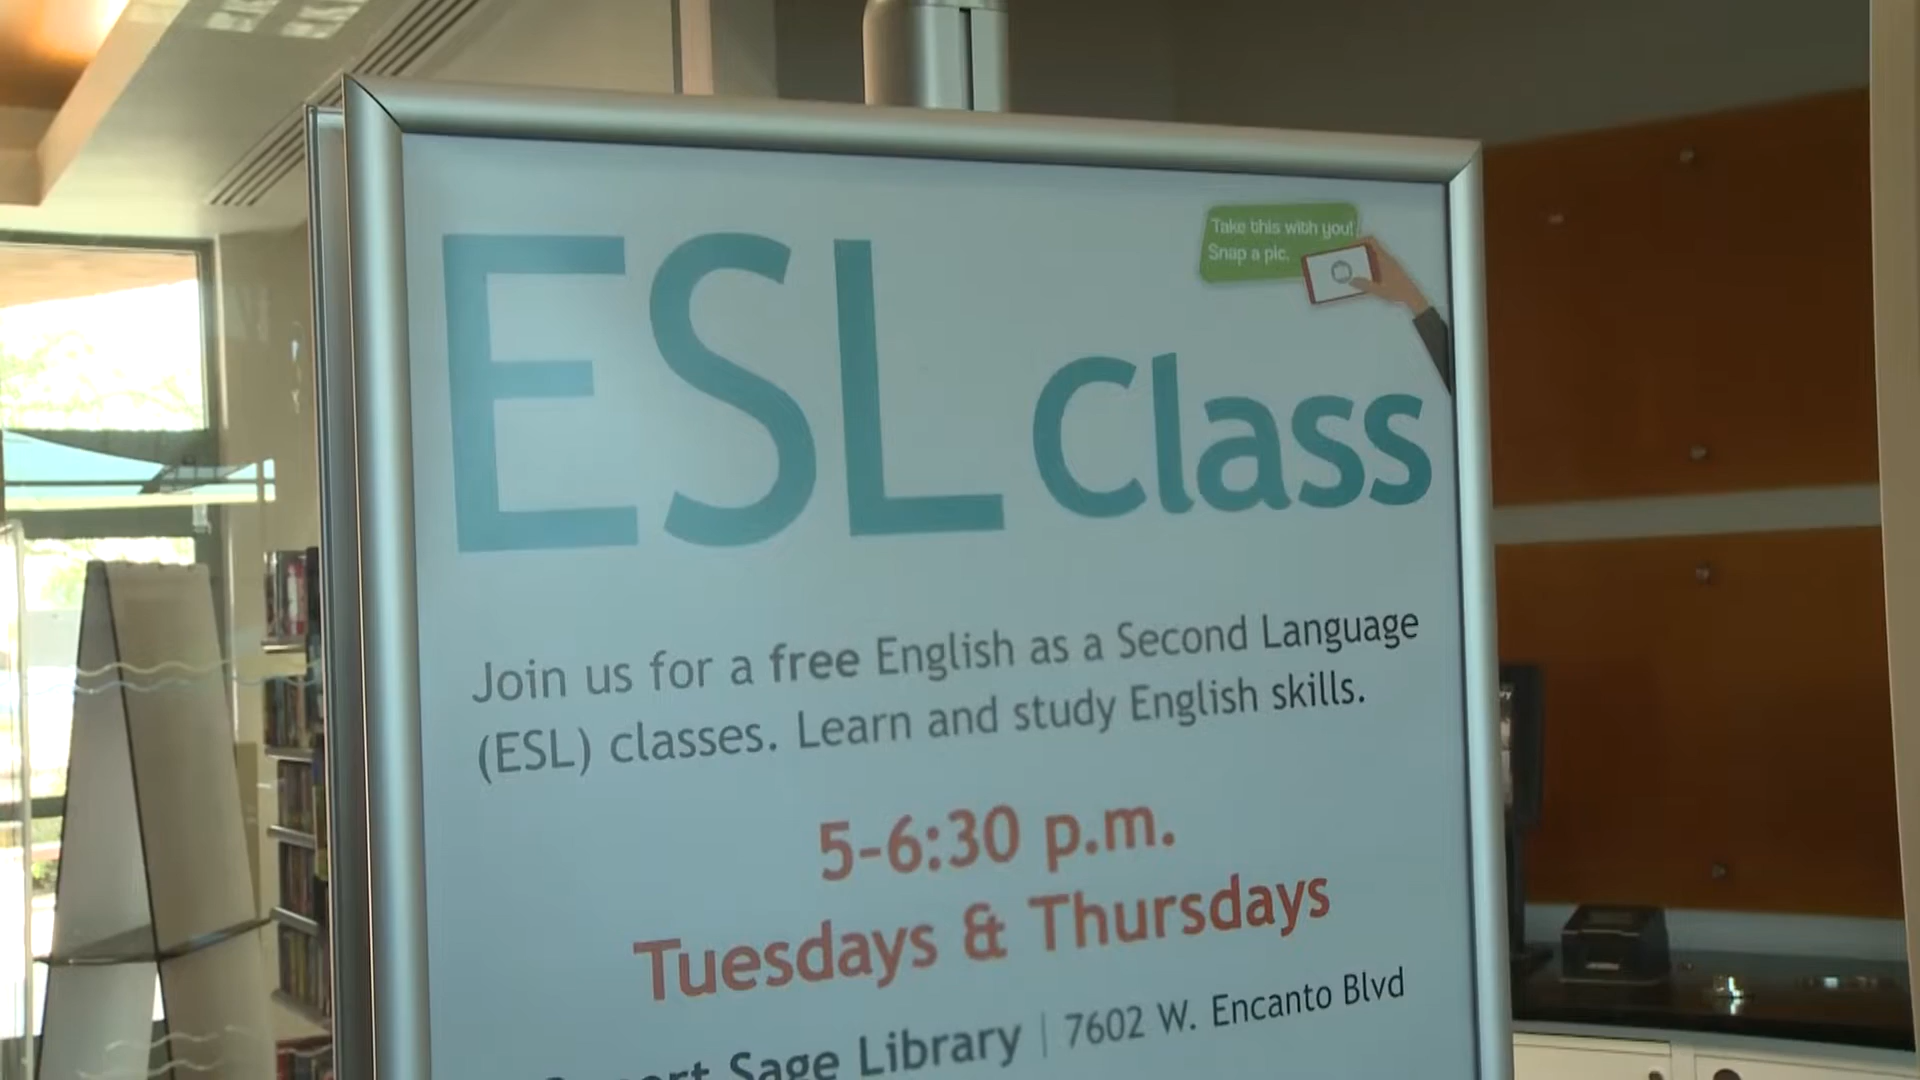 Take this with you!
Snap a pic.
ESL Class
Join us for a free English as a Second Language
(ESL) classes. Learn and study English skills.
5-6:30 p.m.
Tuesdays & Thursdays
Sage Library | 7602 W. Encanto Blvd